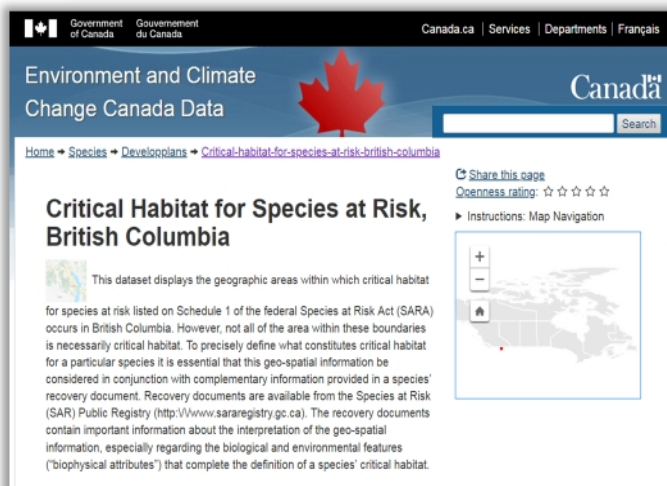 Government of Canada
Gouvernement du Canada
Canada.ca | Services | Departments | Français
Environment and Climate
Change Canada Data
Canada
Search
Home → Species → Developplans → Critical-habitat-for-species-at-risk-british-columbia
Share this page
Openness rating: ☆ ☆ ☆ ☆ ☆
▶ Instructions: Map Navigation
Critical Habitat for Species at Risk,
British Columbia
This dataset displays the geographic areas within which critical habitat
for species at risk listed on Schedule 1 of the federal Species at Risk Act (SARA)
occurs in British Columbia. However, not all of the area within these boundaries
is necessarily critical habitat. To precisely define what constitutes critical habitat
for a particular species it is essential that this geo-spatial information be
considered in conjunction with complementary information provided in a species'
recovery document. Recovery documents are available from the Species at Risk
(SAR) Public Registry (http:\/\/www.sararegistry.gc.ca). The recovery documents
contain important information about the interpretation of the geo-spatial
information, especially regarding the biological and environmental features
("biophysical attributes") that complete the definition of a species' critical habitat.
+
−